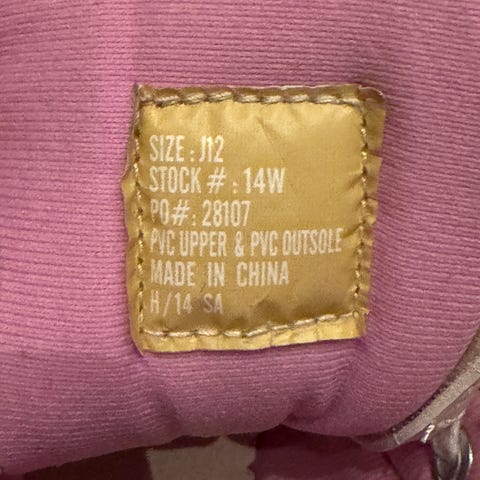 SIZE : J12
STOCK # : 14W
PO# : 28107
PVC UPPER & PVC OUTSOLE
MADE IN CHINA
H / 14 SA